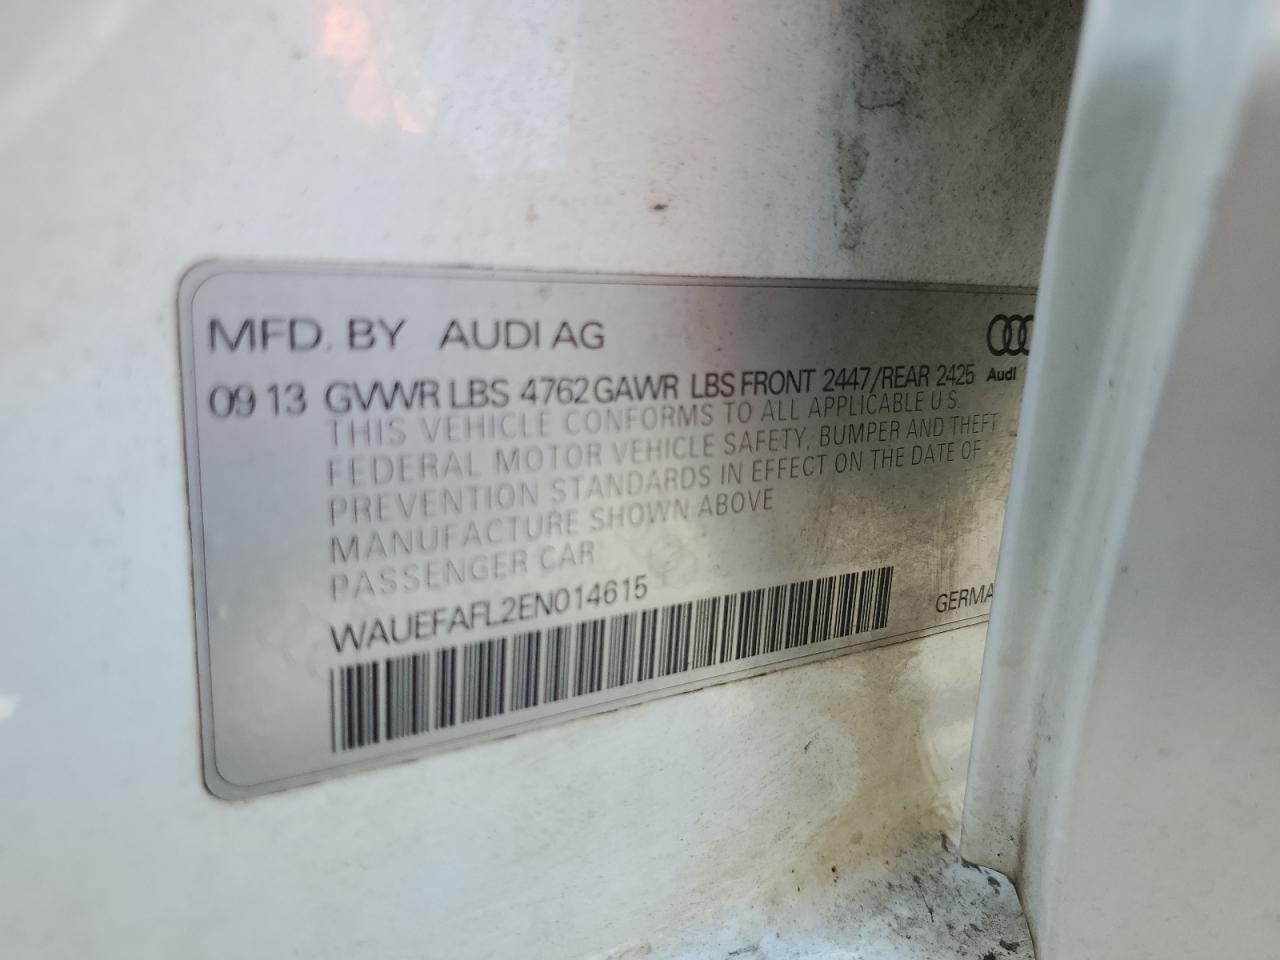 MFD. BY AUDI AG
09 13 GVWR LBS 4762 GAWR LBS FRONT 2447/REAR 2425 Audi
THIS VEHICLE CONFORMS TO ALL APPLICABLE U.S.
FEDERAL MOTOR VEHICLE SAFETY, BUMPER AND THEFT
PREVENTION STANDARDS IN EFFECT ON THE DATE OF
MANUFACTURE SHOWN ABOVE
PASSENGER CAR
WAUEFAFL2EN014615
GERMA